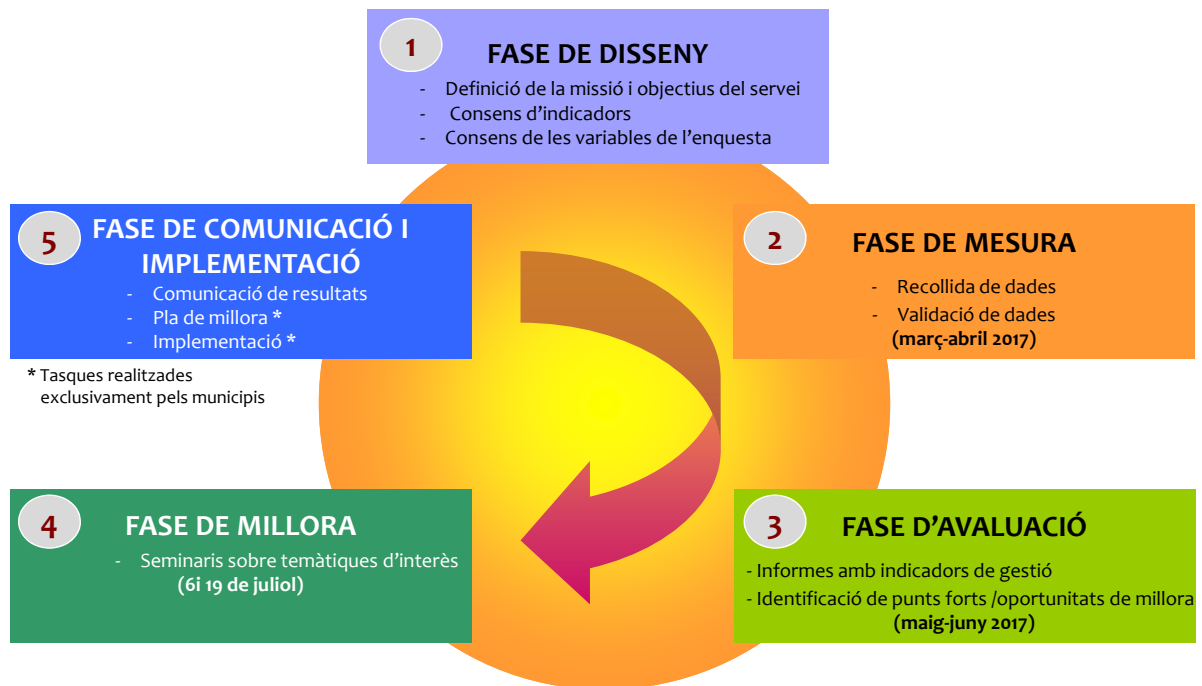 1
FASE DE DISSENY
- Definició de la missió i objectius del servei
- Consens d'indicadors
- Consens de les variables de l'enquesta
2
FASE DE MESURA
- Recollida de dades
- Validació de dades
(març-abril 2017)
3
FASE D'AVALUACIÓ
- Informes amb indicadors de gestió
- Identificació de punts forts /oportunitats de millora
(maig-juny 2017)
4
FASE DE MILLORA
- Seminaris sobre temàtiques d'interès
(6i 19 de juliol)
5
FASE DE COMUNICACIÓ I
IMPLEMENTACIÓ
- Comunicació de resultats
- Pla de millora *
- Implementació *
* Tasques realitzades
exclusivament pels municipis